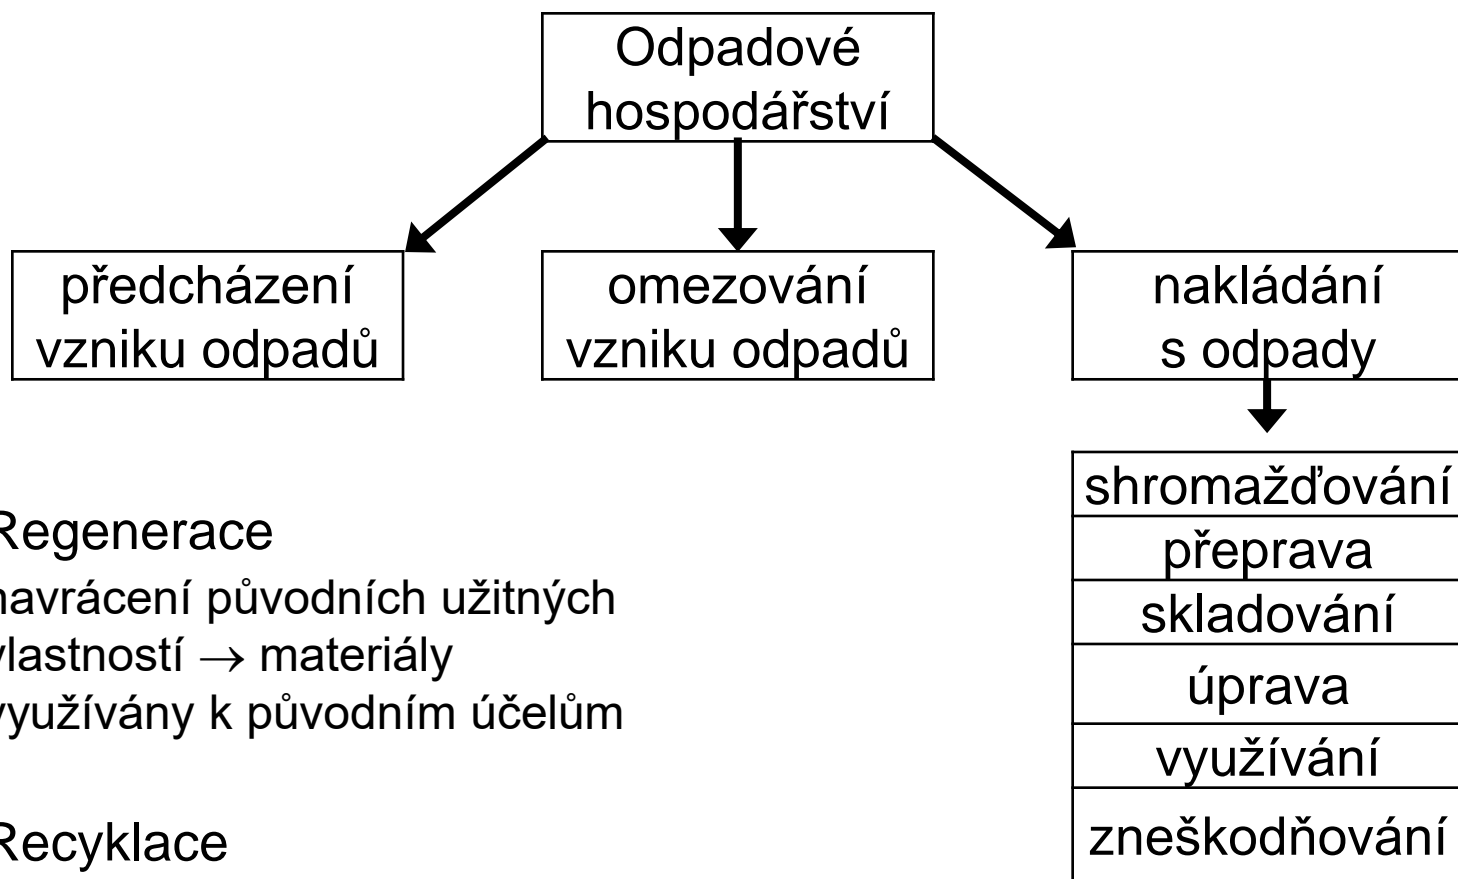 Odpadové
hospodářství
předcházení
vzniku odpadů
omezování
vzniku odpadů
nakládání
s odpady
shromažďování
přeprava
skladování
úprava
využívání
zneškodňování
Regenerace
navrácení původních užitných
vlastností → materiály
využívány k původním účelům
Recyklace